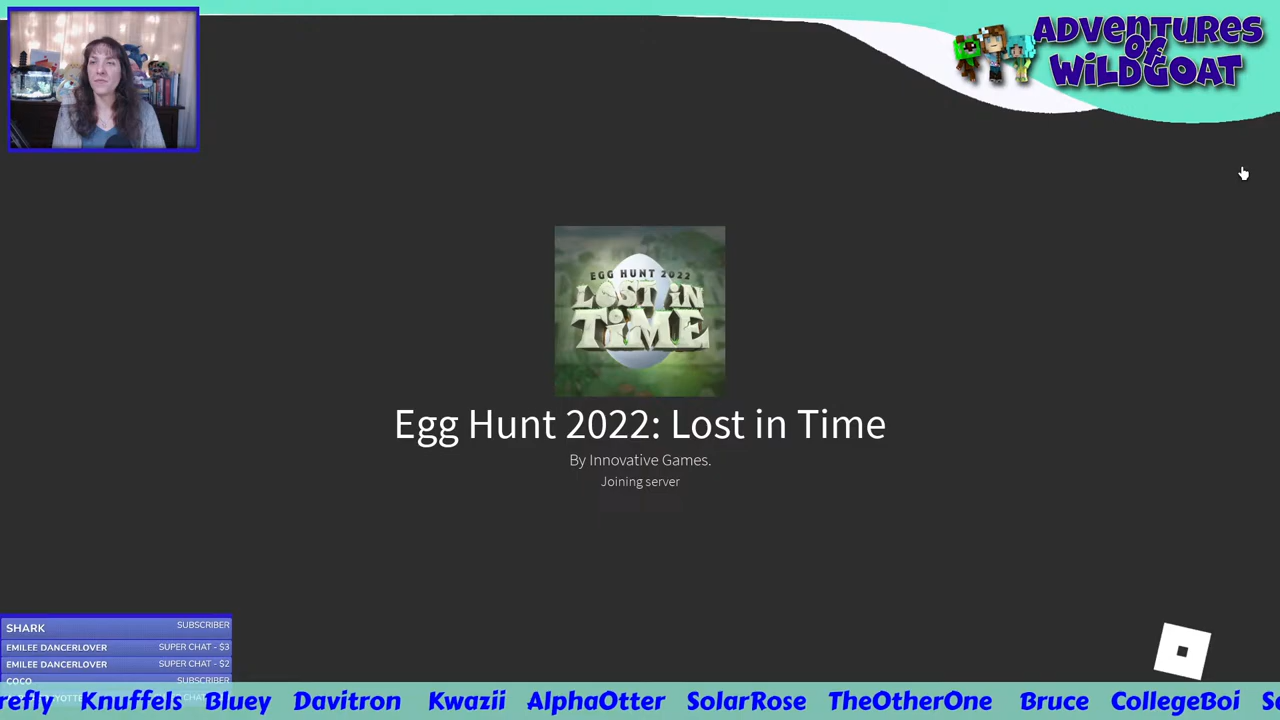 ADVENTURES
OF
WILDGOAT
EGG HUNT 2022
LOST IN
TIME
Egg Hunt 2022: Lost in Time
By Innovative Games.
Joining server
SHARK SUBSCRIBER
EMILEE DANCERLOVER SUPER CHAT - $3
EMILEE DANCERLOVER SUPER CHAT - $2
COCO SUBSCRIBER
refly Knuffels Bluey Davitron Kwazii AlphaOtter SolarRose TheOtherOne Bruce CollegeBoi